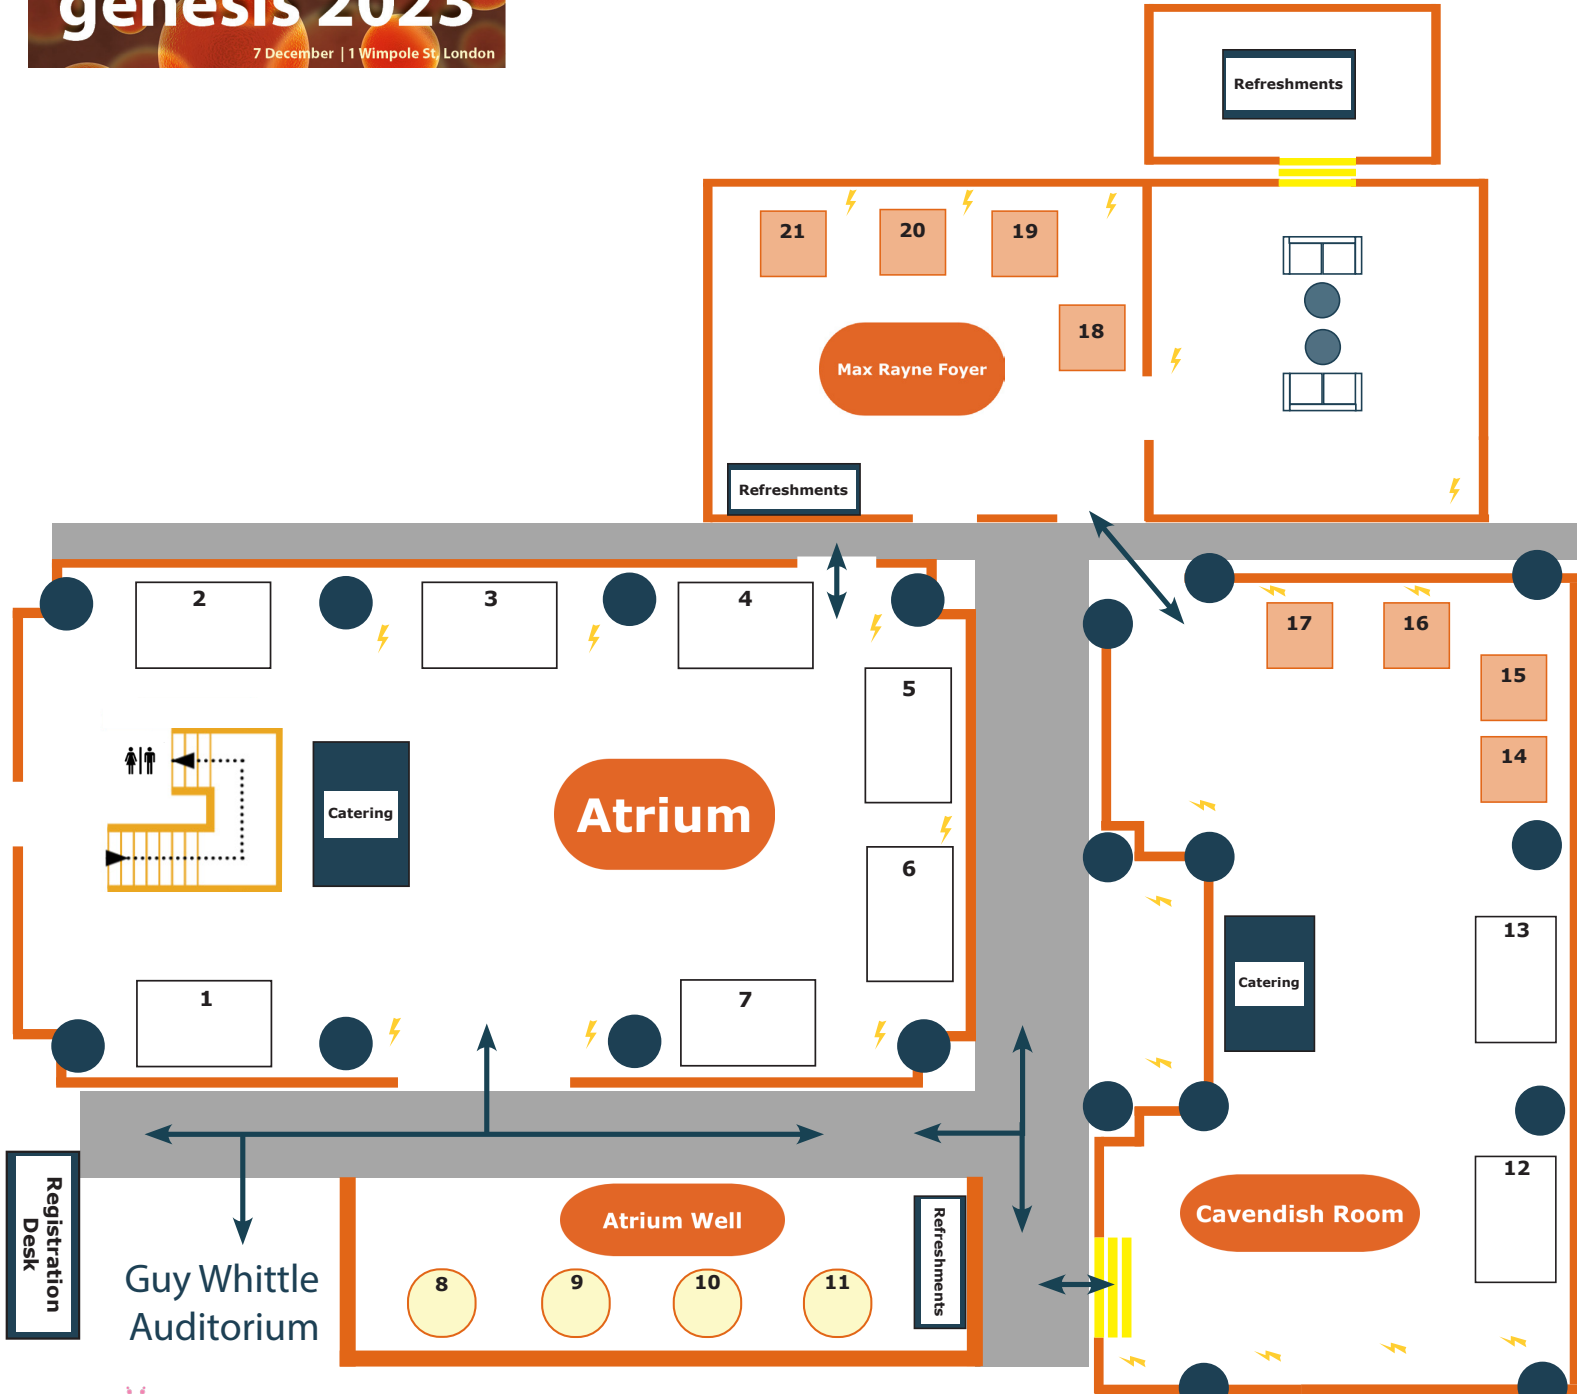 genesis 2023
7 December | 1 Wimpole St, London
Refreshments
21
20
19
18
Max Rayne Foyer
Refreshments
2
3
4
5
17
16
15
14
Catering
Atrium
6
13
Catering
1
7
12
Registration
Desk
Atrium Well
Refreshments
Cavendish Room
Guy Whittle
Auditorium
8
9
10
11